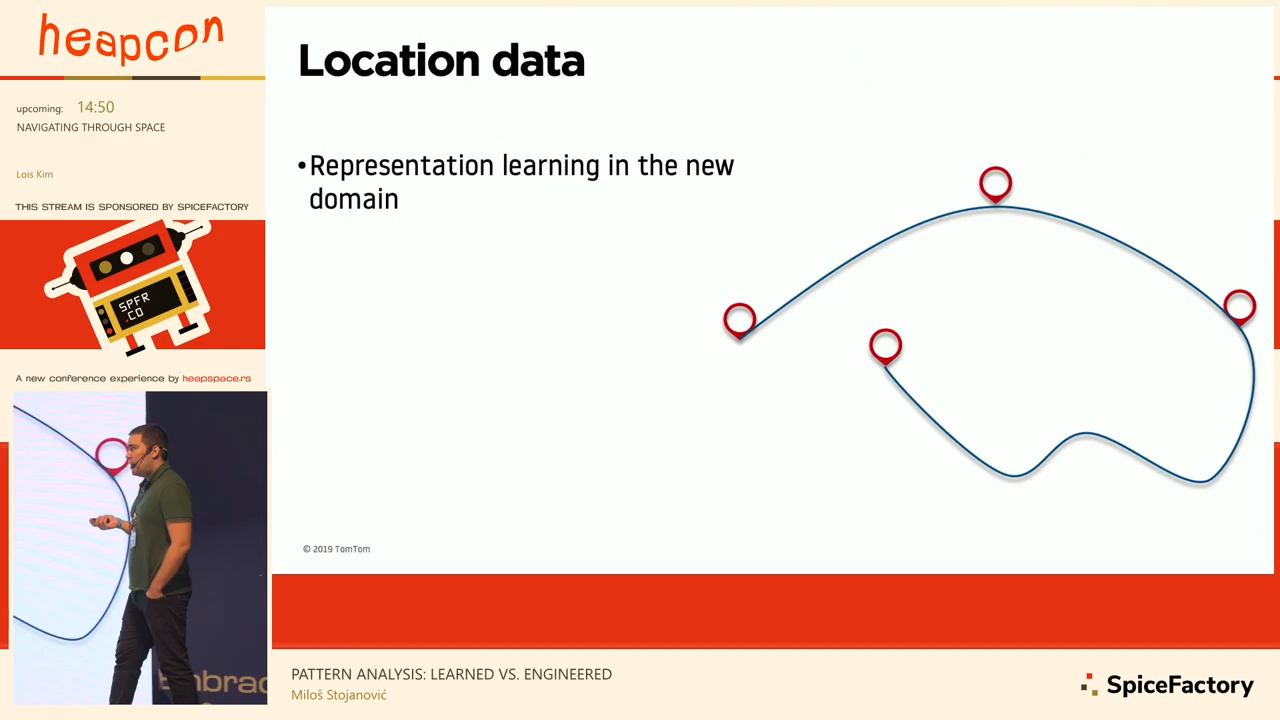 heapcon
upcoming: 14:50
NAVIGATING THROUGH SPACE
Lois Kim
THIS STREAM IS SPONSORED BY SPICEFACTORY
SPFR
.CO
A new conference experience by heapspace.rs
Location data
•Representation learning in the new
domain
© 2019 TomTom
PATTERN ANALYSIS: LEARNED VS. ENGINEERED
Miloš Stojanović
SpiceFactory